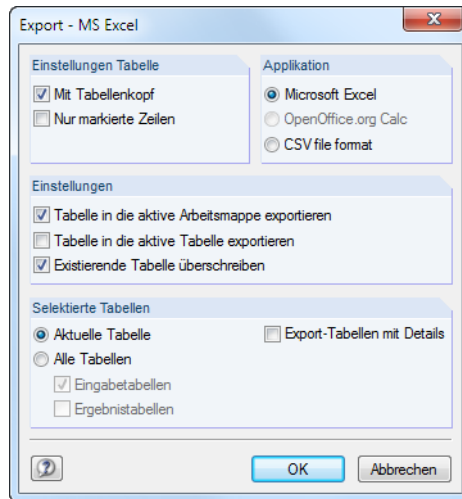 Export - MS Excel
Einstellungen Tabelle
Mit Tabellenkopf
Nur markierte Zeilen
Applikation
Microsoft Excel
OpenOffice.org Calc
CSV file format
Einstellungen
Tabelle in die aktive Arbeitsmappe exportieren
Tabelle in die aktive Tabelle exportieren
Existierende Tabelle überschreiben
Selektierte Tabellen
Aktuelle Tabelle
Alle Tabellen
Eingabetabellen
Ergebnistabellen
Export-Tabellen mit Details
OK
Abbrechen